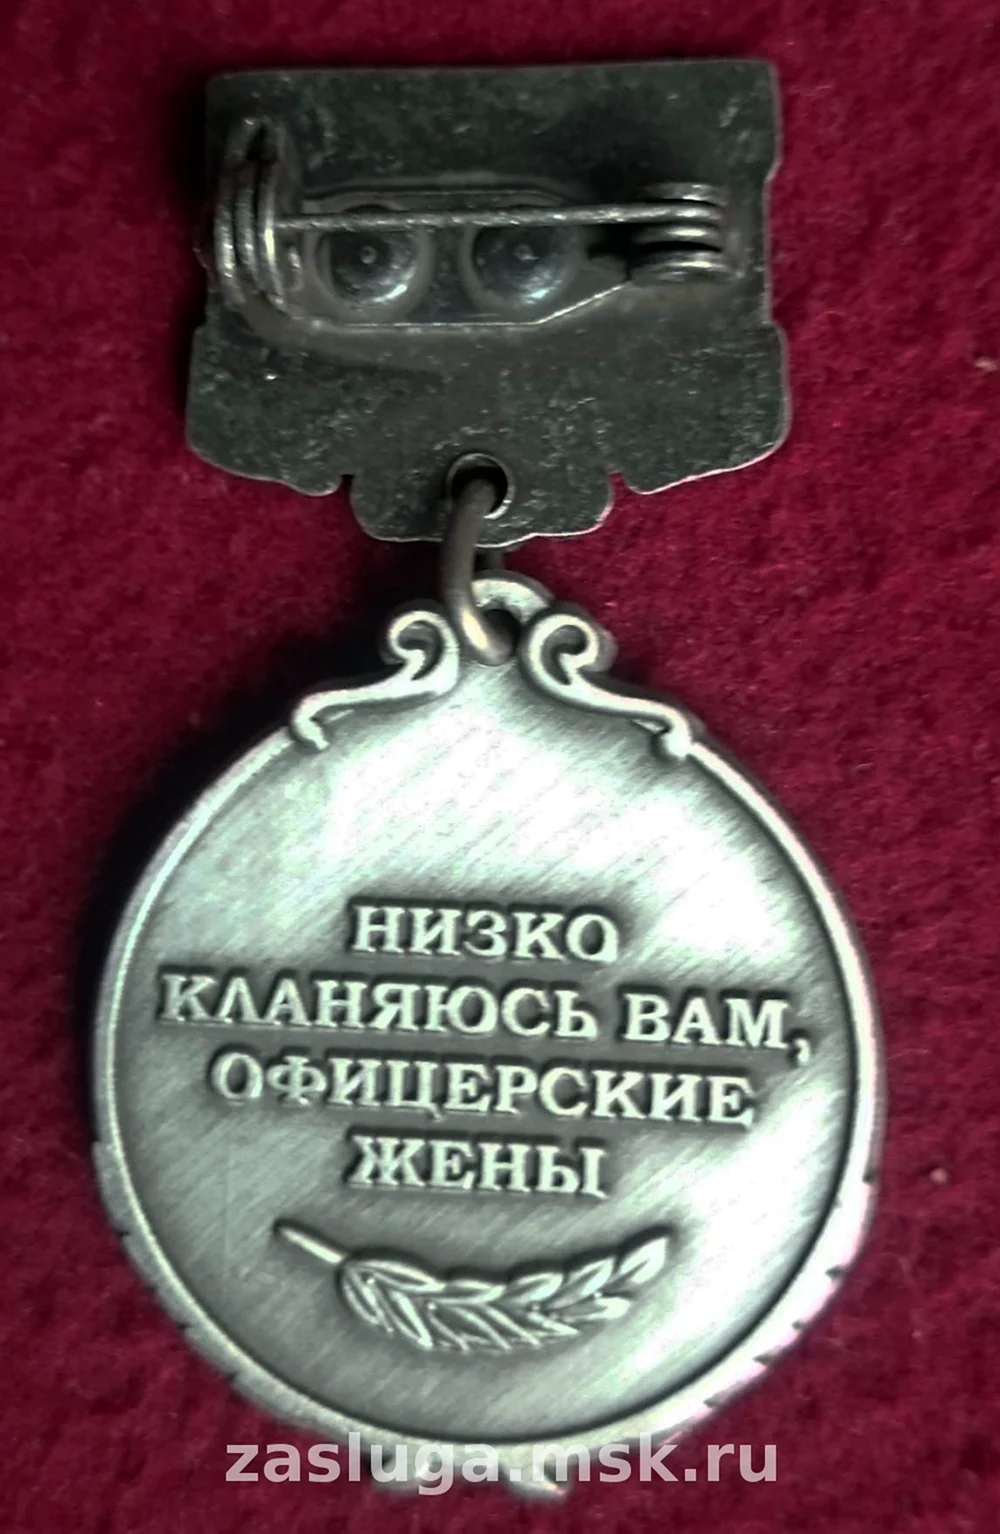 НИЗКО
КЛАНЯЮСЬ ВАМ,
ОФИЦЕРСКИЕ
ЖЕНЫ
zasluga.msk.ru